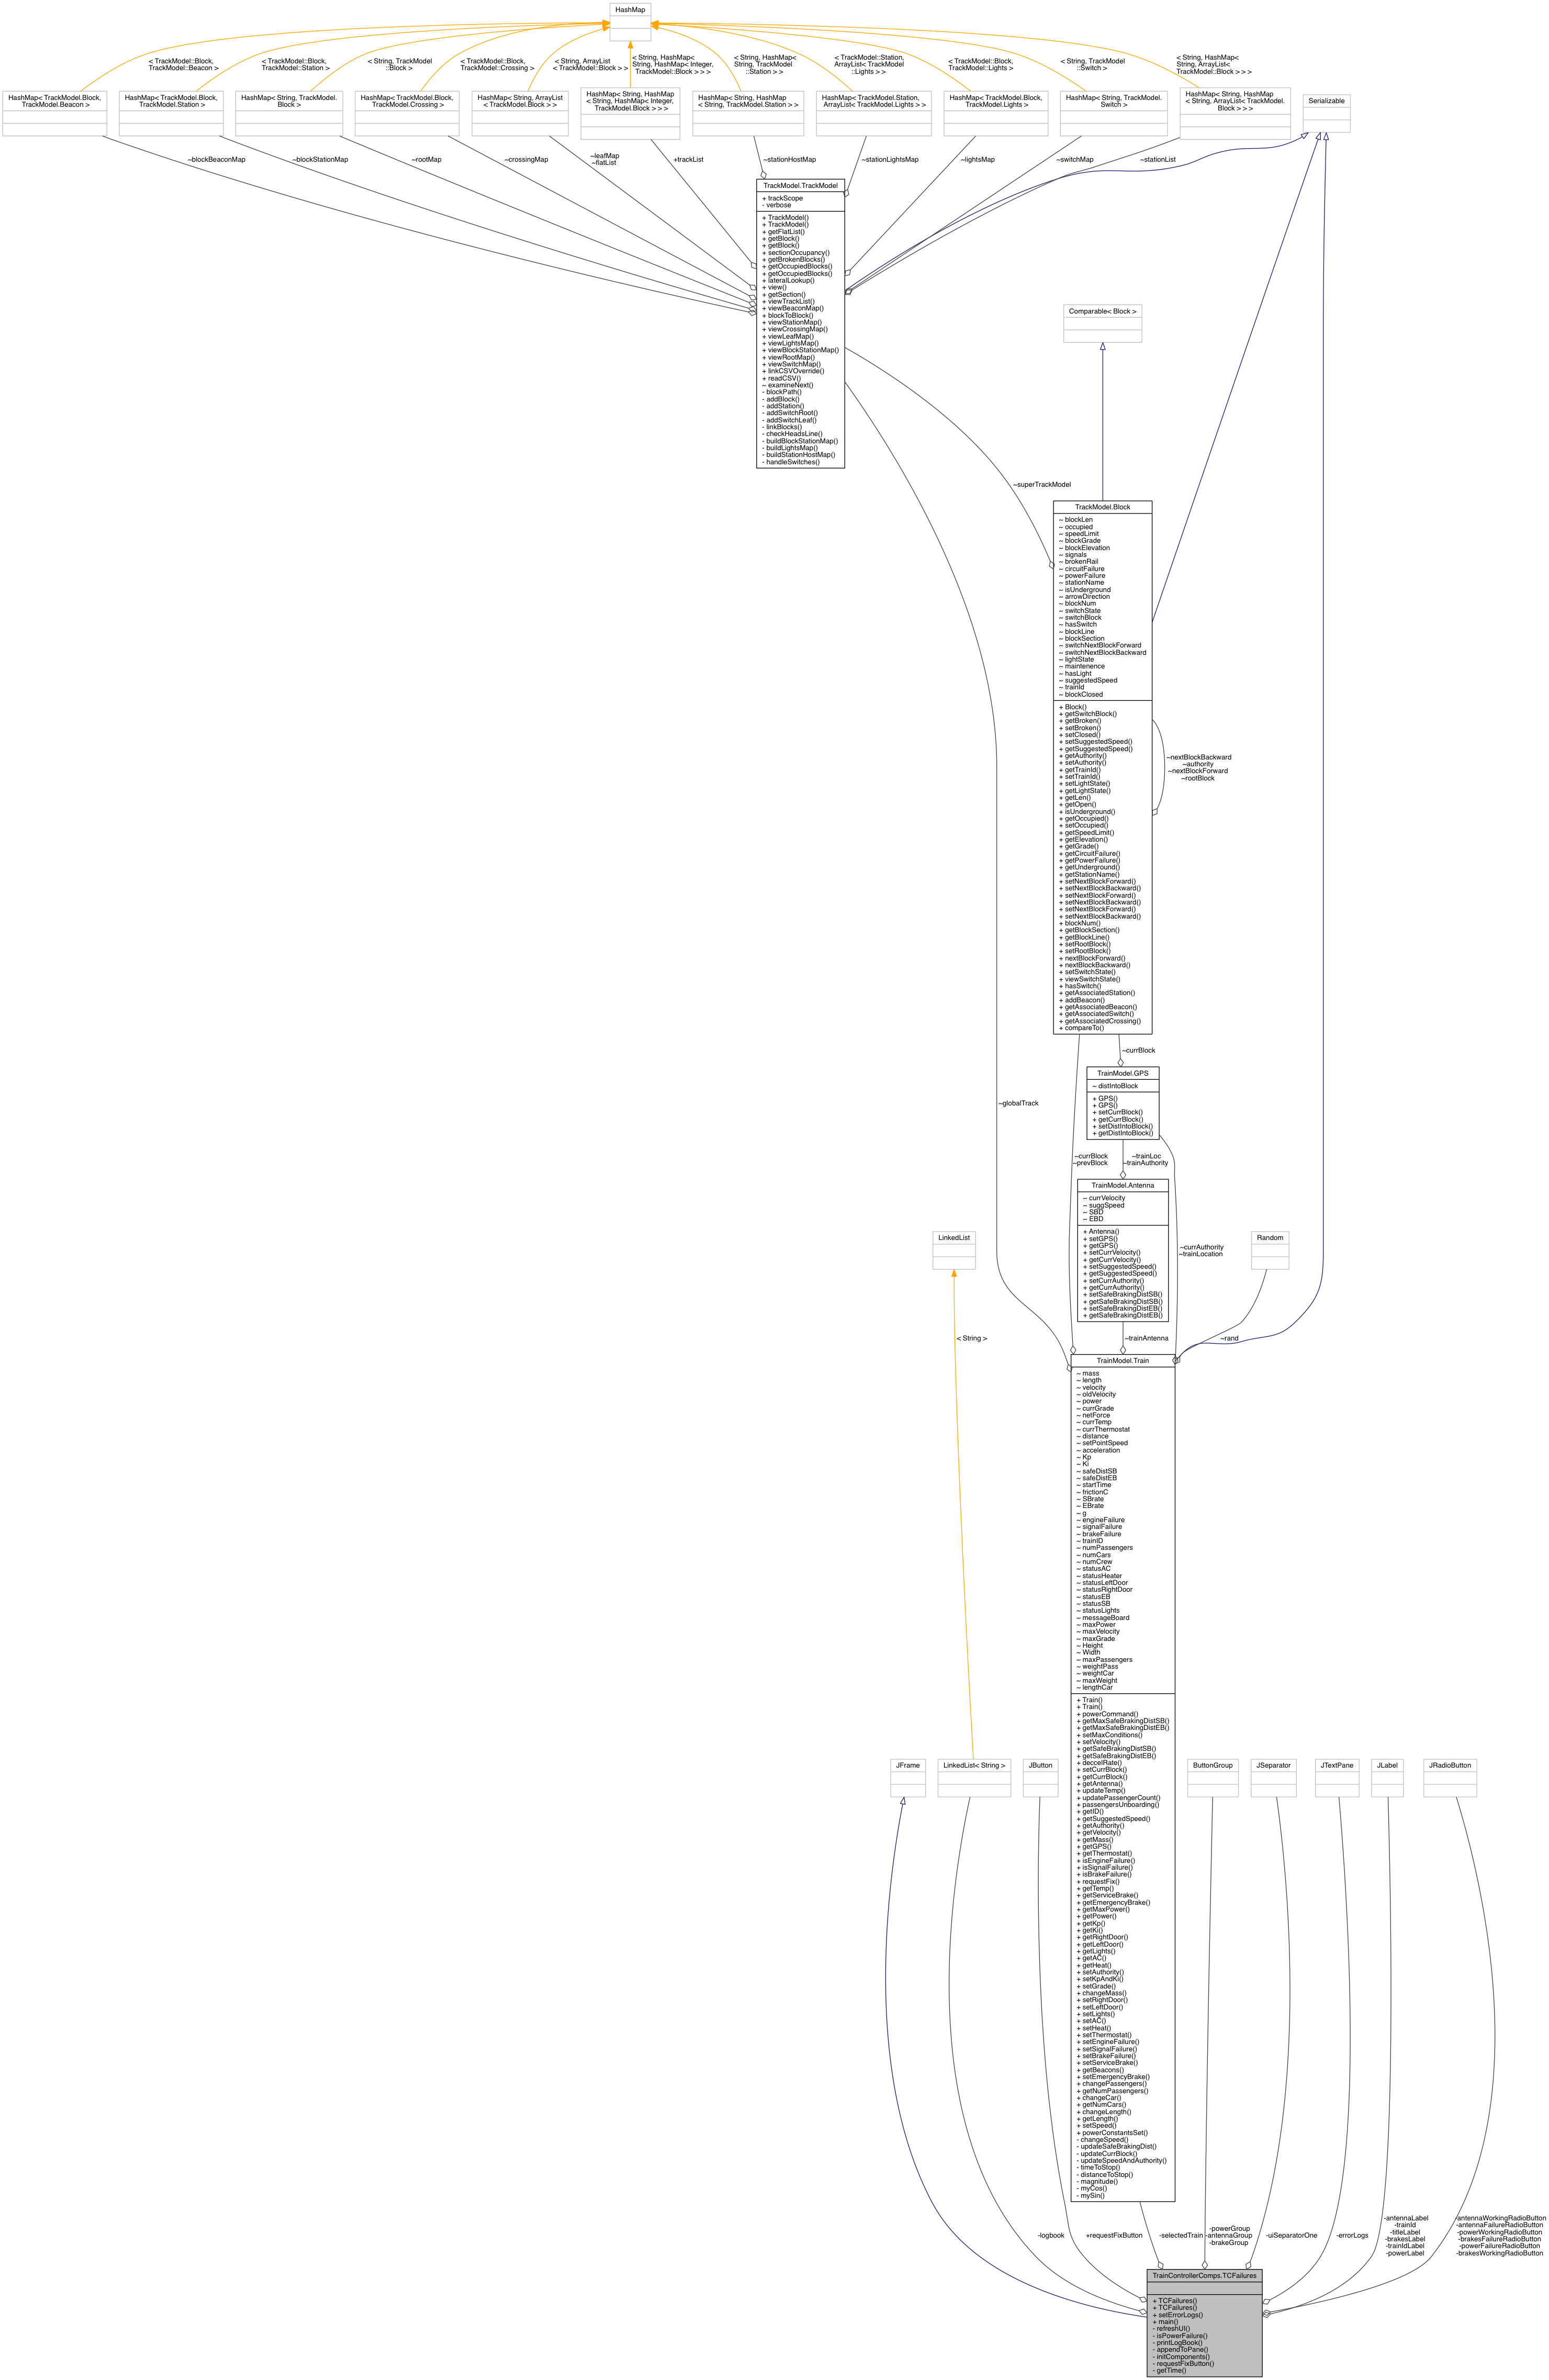 HashMap
< TrackModel::Block,
TrackModel::Beacon >
< TrackModel::Block,
TrackModel::Station >
< String, TrackModel
::Block >
< TrackModel::Block,
TrackModel::Crossing >
< String, ArrayList
< TrackModel::Block > >
< String, HashMap<
String, HashMap< Integer,
TrackModel::Block > > >
< String, HashMap<
String, TrackModel
::Station > >
< TrackModel::Station,
ArrayList< TrackModel
::Lights > >
< TrackModel::Block,
TrackModel::Lights >
< String, TrackModel
::Switch >
< String, HashMap<
String, ArrayList<
TrackModel::Block > > >
HashMap< TrackModel.Block,
TrackModel.Beacon >
HashMap< TrackModel.Block,
TrackModel.Station >
HashMap< String, TrackModel.
Block >
HashMap< TrackModel.Block,
TrackModel.Crossing >
HashMap< String, ArrayList
< TrackModel.Block > >
HashMap< String, HashMap
< String, HashMap< Integer,
TrackModel.Block > > >
HashMap< String, HashMap
< String, TrackModel.Station > >
HashMap< TrackModel.Station,
ArrayList< TrackModel.Lights > >
HashMap< TrackModel.Block,
TrackModel.Lights >
HashMap< String, TrackModel.
Switch >
HashMap< String, HashMap
< String, ArrayList< TrackModel.
Block > > >
Serializable
~blockBeaconMap
~blockStationMap
~rootMap
~crossingMap
~leafMap
~flatList
+trackList
~stationHostMap
~stationLightsMap
~lightsMap
~switchMap
~stationList
TrackModel.TrackModel
+ trackScope
- verbose
+ TrackModel()
+ TrackModel()
+ getFlatList()
+ getBlock()
+ getBlock()
+ sectionOccupancy()
+ getBrokenBlocks()
+ getOccupiedBlocks()
+ getOccupiedBlocks()
+ lateralLookup()
+ view()
+ getSection()
+ viewTrackList()
+ viewBeaconMap()
+ blockToBlock()
+ viewStationMap()
+ viewCrossingMap()
+ viewLeafMap()
+ viewLightsMap()
+ viewBlockStationMap()
+ viewRootMap()
+ viewSwitchMap()
+ linkCSVOverride()
+ readCSV()
~ examineNext()
- blockPath()
- addBlock()
- addStation()
- addSwitchRoot()
- addSwitchLeaf()
- linkBlocks()
- checkHeadsLine()
- buildBlockStationMap()
- buildLightsMap()
- buildStationHostMap()
- handleSwitches()
Comparable< Block >
~superTrackModel
TrackModel.Block
~ blockLen
~ occupied
~ speedLimit
~ blockGrade
~ blockElevation
~ signals
~ brokenRail
~ circuitFailure
~ powerFailure
~ stationName
~ isUnderground
~ arrowDirection
~ blockNum
~ switchState
~ switchBlock
~ hasSwitch
~ blockLine
~ blockSection
~ switchNextBlockForward
~ switchNextBlockBackward
~ lightState
~ maintenence
~ hasLight
~ suggestedSpeed
~ trainId
~ blockClosed
+ Block()
+ getSwitchBlock()
+ getBroken()
+ setBroken()
+ setClosed()
+ setSuggestedSpeed()
+ getSuggestedSpeed()
+ getAuthority()
+ setAuthority()
+ getTrainId()
+ setTrainId()
+ setLightState()
+ getLightState()
+ getLen()
+ getOpen()
+ isUnderground()
+ getOccupied()
+ setOccupied()
+ getSpeedLimit()
+ getElevation()
+ getGrade()
+ getCircuitFailure()
+ getPowerFailure()
+ getUnderground()
+ getStationName()
+ setNextBlockForward()
+ setNextBlockBackward()
+ setNextBlockForward()
+ setNextBlockBackward()
+ setNextBlockForward()
+ setNextBlockBackward()
+ blockNum()
+ getBlockSection()
+ getBlockLine()
+ setRootBlock()
+ setRootBlock()
+ nextBlockForward()
+ nextBlockBackward()
+ setSwitchState()
+ viewSwitchState()
+ hasSwitch()
+ getAssociatedStation()
+ addBeacon()
+ getAssociatedBeacon()
+ getAssociatedSwitch()
+ getAssociatedCrossing()
+ compareTo()
~nextBlockBackward
~authority
~nextBlockForward
~rootBlock
~currBlock
TrainModel.GPS
~ distIntoBlock
+ GPS()
+ GPS()
+ setCurrBlock()
+ getCurrBlock()
+ setDistIntoBlock()
+ getDistIntoBlock()
~globalTrack
~currBlock
~prevBlock
~trainLoc
~trainAuthority
TrainModel.Antenna
~ currVelocity
~ suggSpeed
~ SBD
~ EBD
+ Antenna()
+ setGPS()
+ getGPS()
+ setCurrVelocity()
+ getCurrVelocity()
+ setSuggestedSpeed()
+ getSuggestedSpeed()
+ setCurrAuthority()
+ getCurrAuthority()
+ setSafeBrakingDistSB()
+ getSafeBrakingDistSB()
+ setSafeBrakingDistEB()
+ getSafeBrakingDistEB()
~currAuthority
~trainLocation
LinkedList
Random
< String >
~trainAntenna
~rand
TrainModel.Train
~ mass
~ length
~ velocity
~ oldVelocity
~ power
~ currGrade
~ netForce
~ currTemp
~ currThermostat
~ distance
~ setPointSpeed
~ acceleration
~ Kp
~ Ki
~ safeDistSB
~ safeDistEB
~ startTime
~ frictionC
~ SBrate
~ EBrate
~ g
~ engineFailure
~ signalFailure
~ brakeFailure
~ trainID
~ numPassengers
~ numCars
~ numCrew
~ statusAC
~ statusHeater
~ statusLeftDoor
~ statusRightDoor
~ statusEB
~ statusSB
~ statusLights
~ messageBoard
~ maxPower
~ maxVelocity
~ maxGrade
~ Height
~ Width
~ maxPassengers
~ weightPass
~ weightCar
~ maxWeight
~ lengthCar
+ Train()
+ Train()
+ powerCommand()
+ getMaxSafeBrakingDistSB()
+ getMaxSafeBrakingDistEB()
+ setMaxConditions()
+ setVelocity()
+ getSafeBrakingDistSB()
+ getSafeBrakingDistEB()
+ deccelRate()
+ setCurrBlock()
+ getCurrBlock()
+ getAntenna()
+ updateTemp()
+ updatePassengerCount()
+ passengersUnboarding()
+ getID()
+ getSuggestedSpeed()
+ getAuthority()
+ getVelocity()
+ getMass()
+ getGPS()
+ getThermostat()
+ isEngineFailure()
+ isSignalFailure()
+ isBrakeFailure()
+ requestFix()
+ getTemp()
+ getServiceBrake()
+ getEmergencyBrake()
+ getMaxPower()
+ getPower()
+ getKp()
+ getKi()
+ getRightDoor()
+ getLeftDoor()
+ getLights()
+ getAC()
+ getHeat()
+ setAuthority()
+ setKpAndKi()
+ setGrade()
+ changeMass()
+ setRightDoor()
+ setLeftDoor()
+ setLights()
+ setAC()
+ setHeat()
+ setThermostat()
+ setEngineFailure()
+ setSignalFailure()
+ setBrakeFailure()
+ setServiceBrake()
+ getBeacons()
+ setEmergencyBrake()
+ changePassengers()
+ getNumPassengers()
+ changeCar()
+ getNumCars()
+ changeLength()
+ getLength()
+ setSpeed()
+ powerConstantsSet()
- changeSpeed()
- updateSafeBrakingDist()
- updateCurrBlock()
- updateSpeedAndAuthority()
- timeToStop()
- distanceToStop()
- magnitude()
- myCos()
- mySin()
JFrame
LinkedList< String >
JButton
ButtonGroup
JSeparator
JTextPane
JLabel
JRadioButton
-logbook
+requestFixButton
-selectedTrain
-powerGroup
-antennaGroup
-brakeGroup
-uiSeparatorOne
-errorLogs
-antennaLabel
-trainId
-titleLabel
-brakesLabel
-trainIdLabel
-powerLabel
-antennaWorkingRadioButton
-antennaFailureRadioButton
-powerWorkingRadioButton
-brakesFailureRadioButton
-powerFailureRadioButton
-brakesWorkingRadioButton
TrainControllerComps.TCFailures
+ TCFailures()
+ TCFailures()
+ setErrorLogs()
+ main()
- refreshUI()
- isPowerFailure()
- printLogBook()
- appendToPane()
- initComponents()
- requestFixButton()
- getTime()